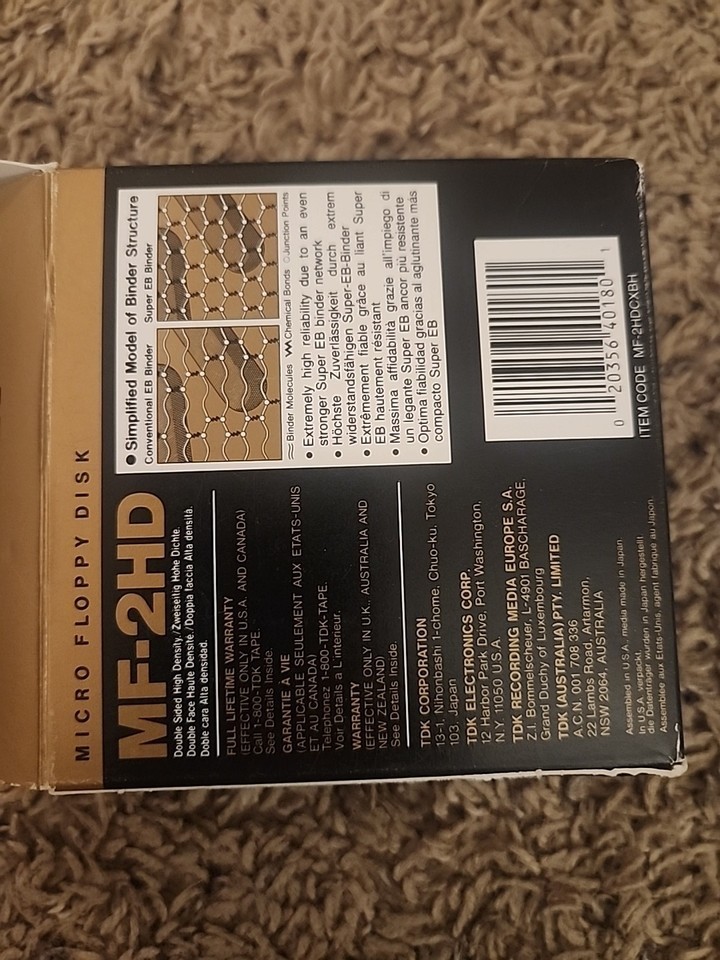 MICRO FLOPPY DISK
MF-2HD
Double Sided High Density./Zweiseitig Hohe Dichte.
Double Face Haute Densite./Doppia faccia Alta densitá.
Doble cara Alta densidad.
FULL LIFETIME WARRANTY
(EFFECTIVE ONLY IN U.S.A. AND CANADA)
Call 1-800-TDK TAPE.
See Details Inside.
GARANTIE À VIE
(APPLICABLE SEULEMENT AUX ETATS-UNIS
ET AU CANADA)
Telephonez 1-800-TDK-TAPE.
Voir Details a L'interieur.
WARRANTY
(EFFECTIVE ONLY IN U.K., AUSTRALIA AND
NEW ZEALAND)
See Details Inside.
TDK CORPORATION
13-1, Nihonbashi 1-chome, Chuo-ku, Tokyo
103, Japan
TDK ELECTRONICS CORP.
12 Harbor Park Drive, Port Washington,
N.Y. 11050 U.S.A.
TDK RECORDING MEDIA EUROPE S.A.
Z.I. Bommelscheuer, L-4901 BASCHARAGE,
Grand Duchy of Luxembourg
TDK (AUSTRALIA) PTY. LIMITED
A.C.N. 001 708 336
22 Lambs Road, Artarmon,
NSW 2064, AUSTRALIA
Assembled in U.S.A., media made in Japan.
In U.S.A. verpackt,
die Datenträger wurden in Japan hergestellt.
Assemblée aux Etats-Unis, agent fabriqué au Japon.
● Simplified Model of Binder Structure
Conventional EB Binder Super EB Binder
Binder Molecules Chemical Bonds ○Junction Points
● Extremely high reliability due to an even
stronger Super EB binder network
● Höchste Zuverlässigkeit durch extrem
widerstandsfähigen Super-EB-Binder
● Extrêmement fiable grâce au liant Super
EB hautement résistant
● Massima affidabilità grazie all'impiego di
un legante Super EB ancor più resistente
● Optima fiabilidad gracias al aglutinante más
compacto Super EB
0 20356 40180 1
ITEM CODE MF-2HDCXBH